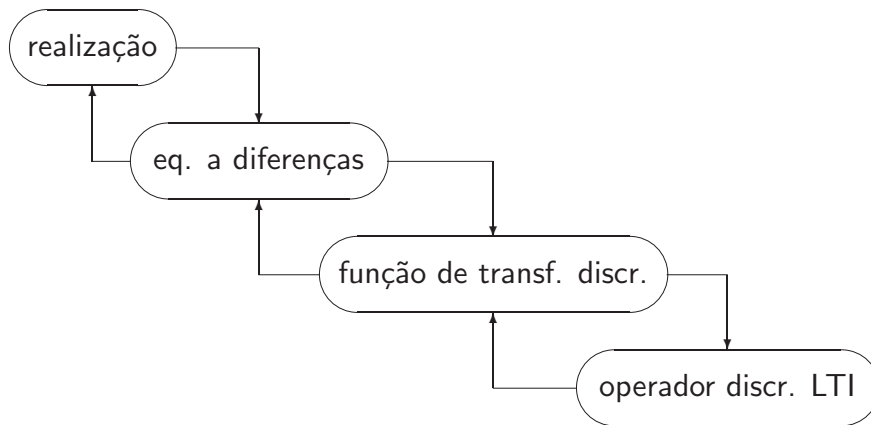 realização
eq. a diferenças
função de transf. discr.
operador discr. LTI